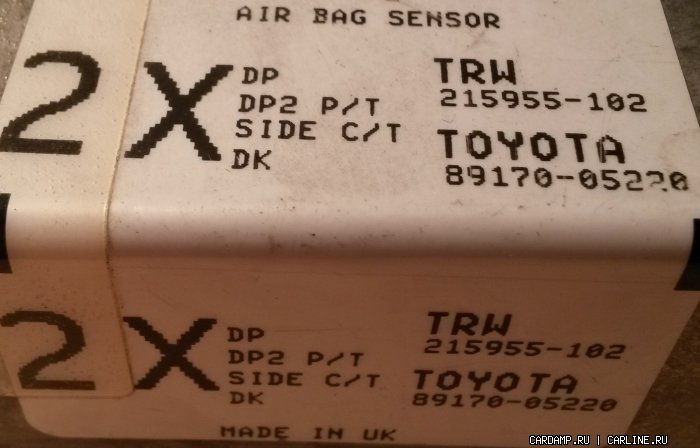 AIR BAG SENSOR
2X
DP
DP2 P/T
SIDE C/T
DK
TRW
215955-102
TOYOTA
89170-05220
2X
DP
DP2 P/T
SIDE C/T
DK
TRW
215955-102
TOYOTA
89170-05220
MADE IN UK
CARDAMP.RU | CARLINE.RU